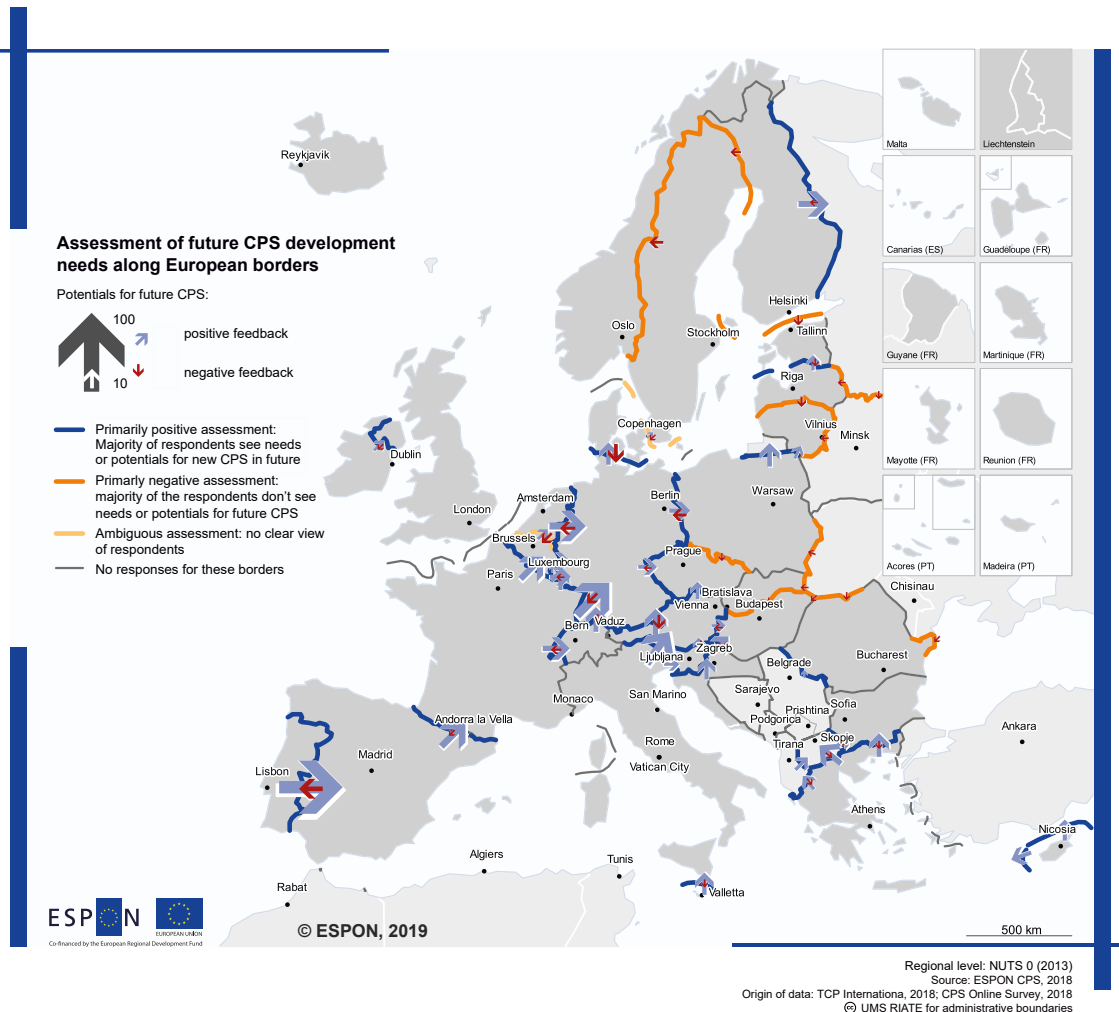 Assessment of future CPS development
needs along European borders
Potentials for future CPS:
100
10
positive feedback
negative feedback
Primarily positive assessment:
Majority of respondents see needs
or potentials for new CPS in future
Primarly negative assessment:
majority of the respondents don't see
needs or potentials for future CPS
Ambiguous assessment: no clear view
of respondents
No responses for these borders
Reykjavik
Oslo
Stockholm
Helsinki
Tallinn
Riga
Copenhagen
Vilnius
Minsk
Dublin
London
Amsterdam
Berlin
Warsaw
Brussels
Luxembourg
Prague
Paris
Bratislava
Vienna
Budapest
Chisinau
Bern
Vaduz
Ljubljana
Zagreb
Belgrade
Bucharest
Monaco
San Marino
Sarajevo
Prishtina
Sofia
Podgorica
Skopje
Tirana
Andorra la Vella
Madrid
Lisbon
Rome
Vatican City
Ankara
Athens
Nicosia
Algiers
Tunis
Rabat
Valletta
Malta
Liechtenstein
Canarias (ES)
Guadeloupe (FR)
Guyane (FR)
Martinique (FR)
Mayotte (FR)
Reunion (FR)
Acores (PT)
Madeira (PT)
ESPON
EUROPEAN UNION
Co-financed by the European Regional Development Fund
© ESPON, 2019
500 km
Regional level: NUTS 0 (2013)
Source: ESPON CPS, 2018
Origin of data: TCP Internationa, 2018; CPS Online Survey, 2018
(cc) UMS RIATE for administrative boundaries